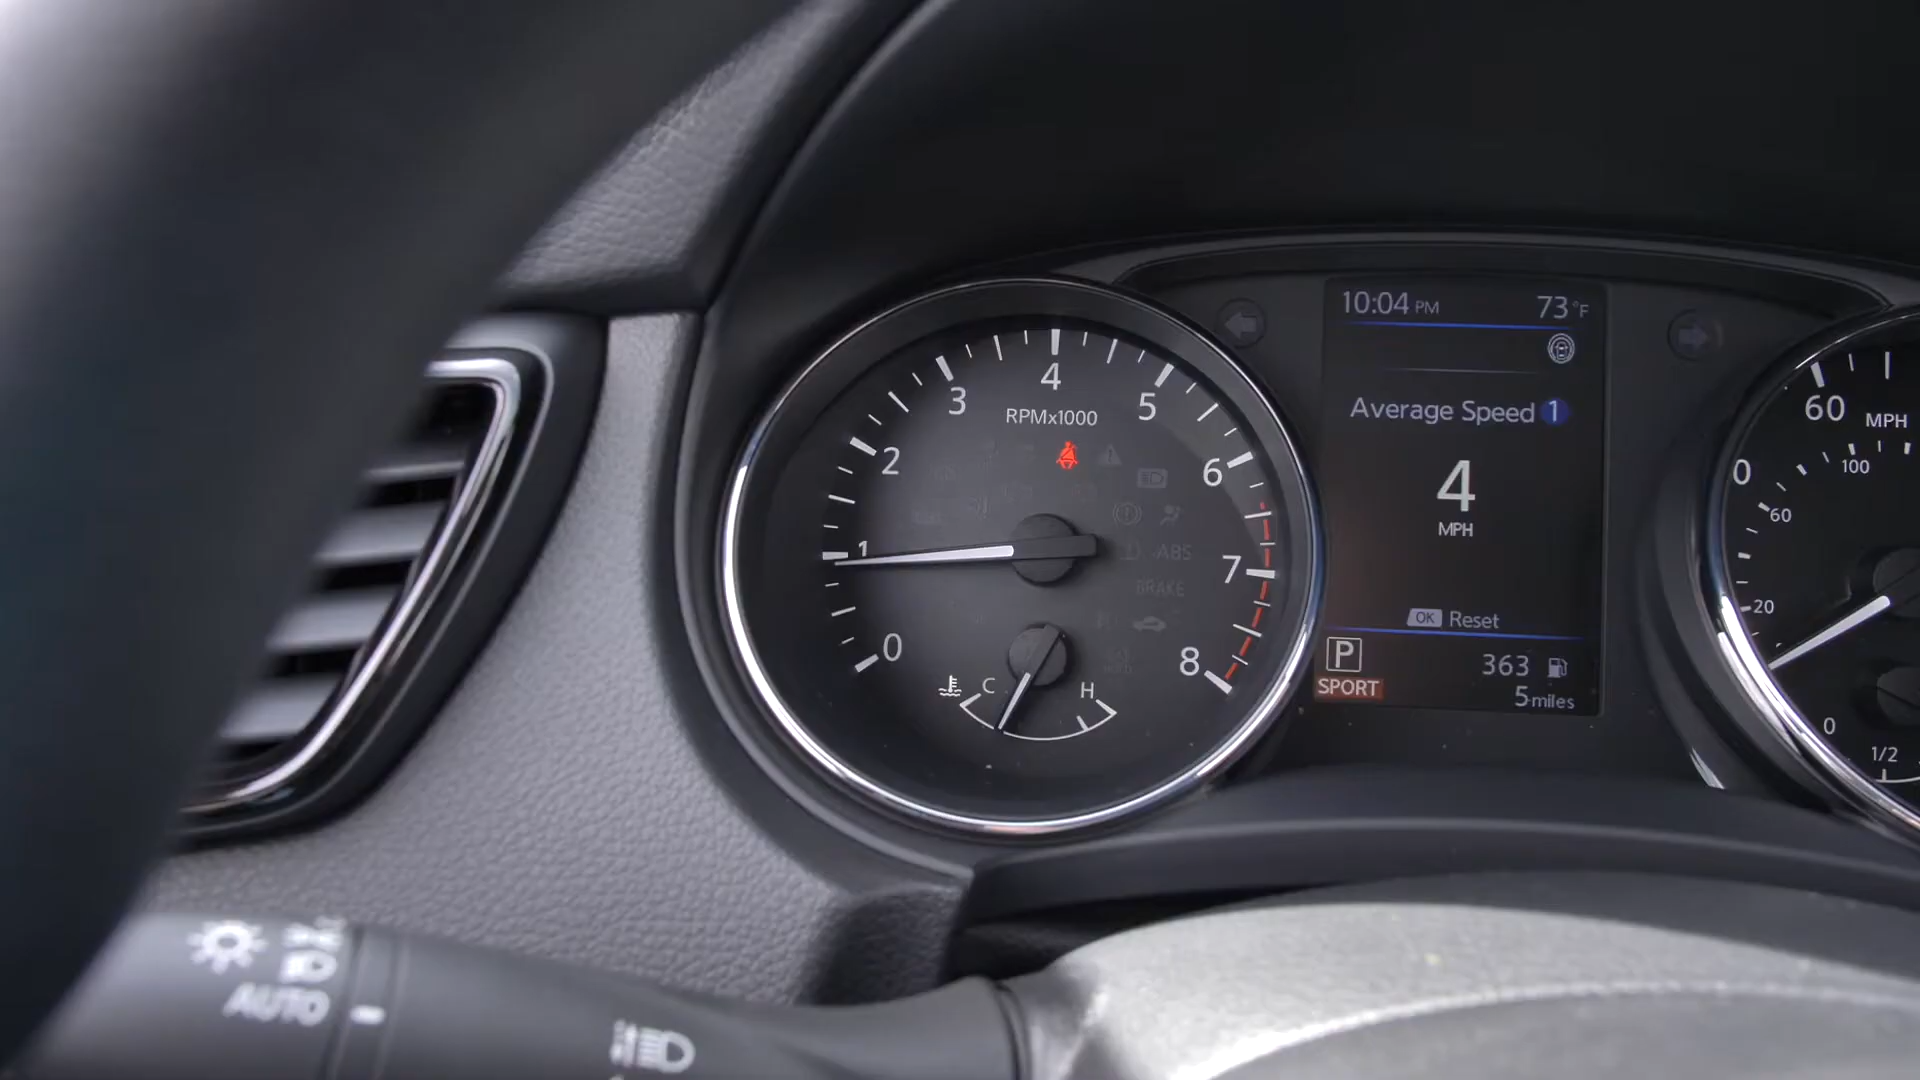 10:04 PM 73°F
Average Speed 1
4
MPH
OK Reset
P
SPORT
363
5 miles
0
1
2
3
4
5
6
7
8
RPMx1000
ABS
BRAKE
C H
60
MPH
0
100
60
20
0
1/2
AUTO